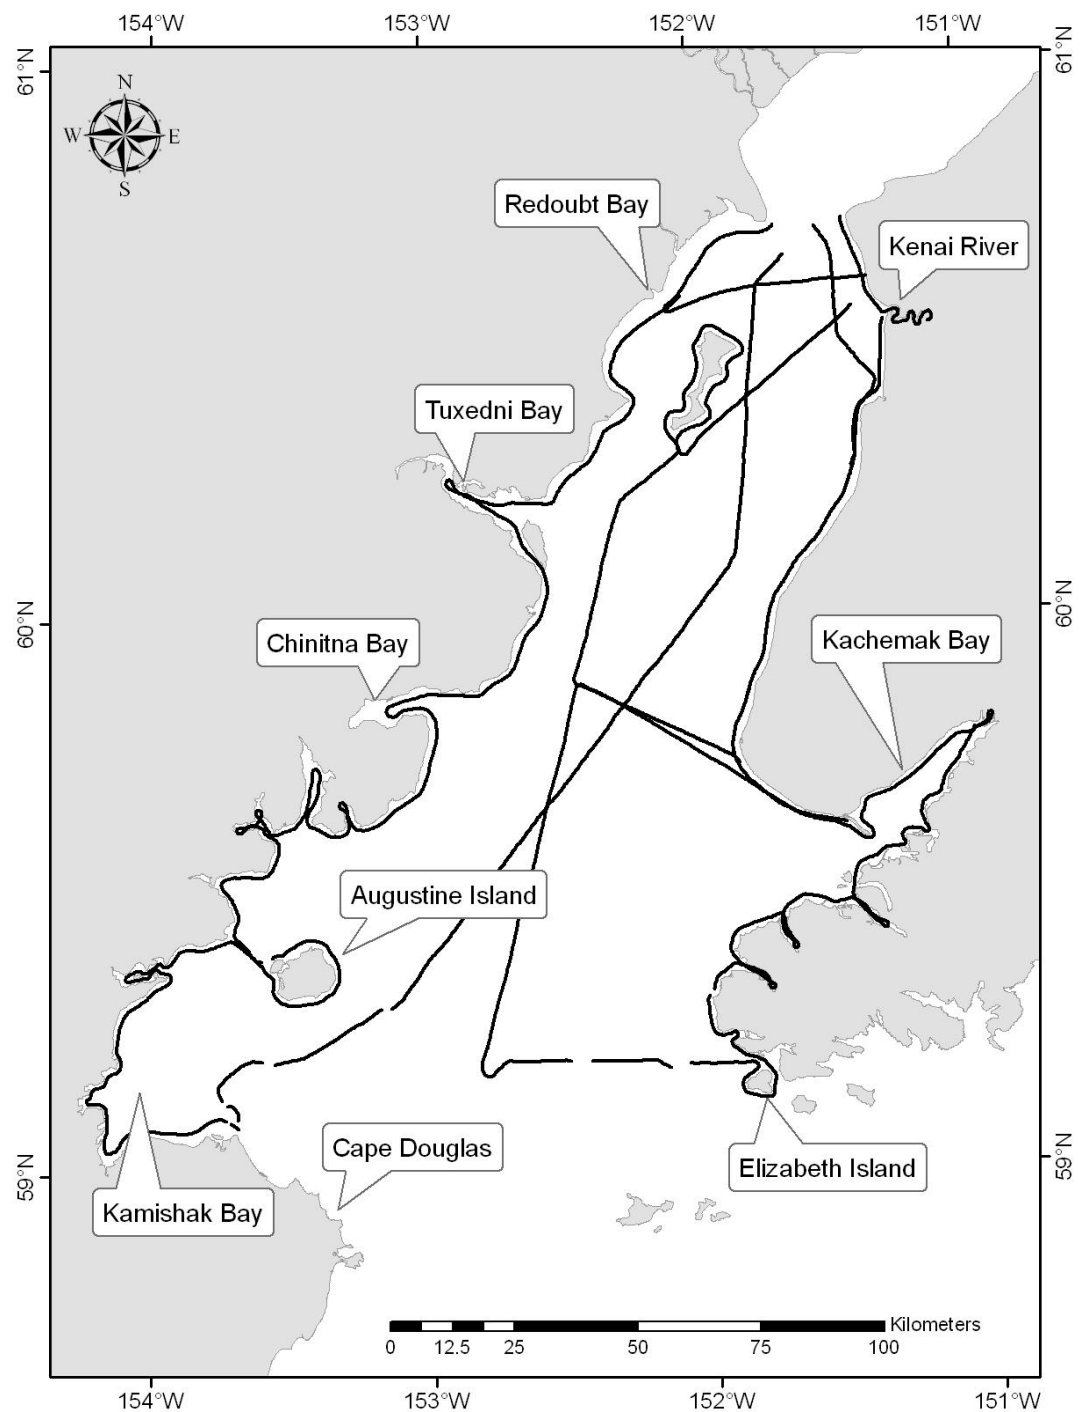 154°W 153°W 152°W 151°W
61°N 61°N
N
W E
S
Redoubt Bay
Kenai River
Tuxedni Bay
60°N 60°N
Chinitna Bay
Kachemak Bay
Augustine Island
Cape Douglas
Elizabeth Island
59°N 59°N
Kamishak Bay
Kilometers
0 12.5 25 50 75 100
154°W 153°W 152°W 151°W